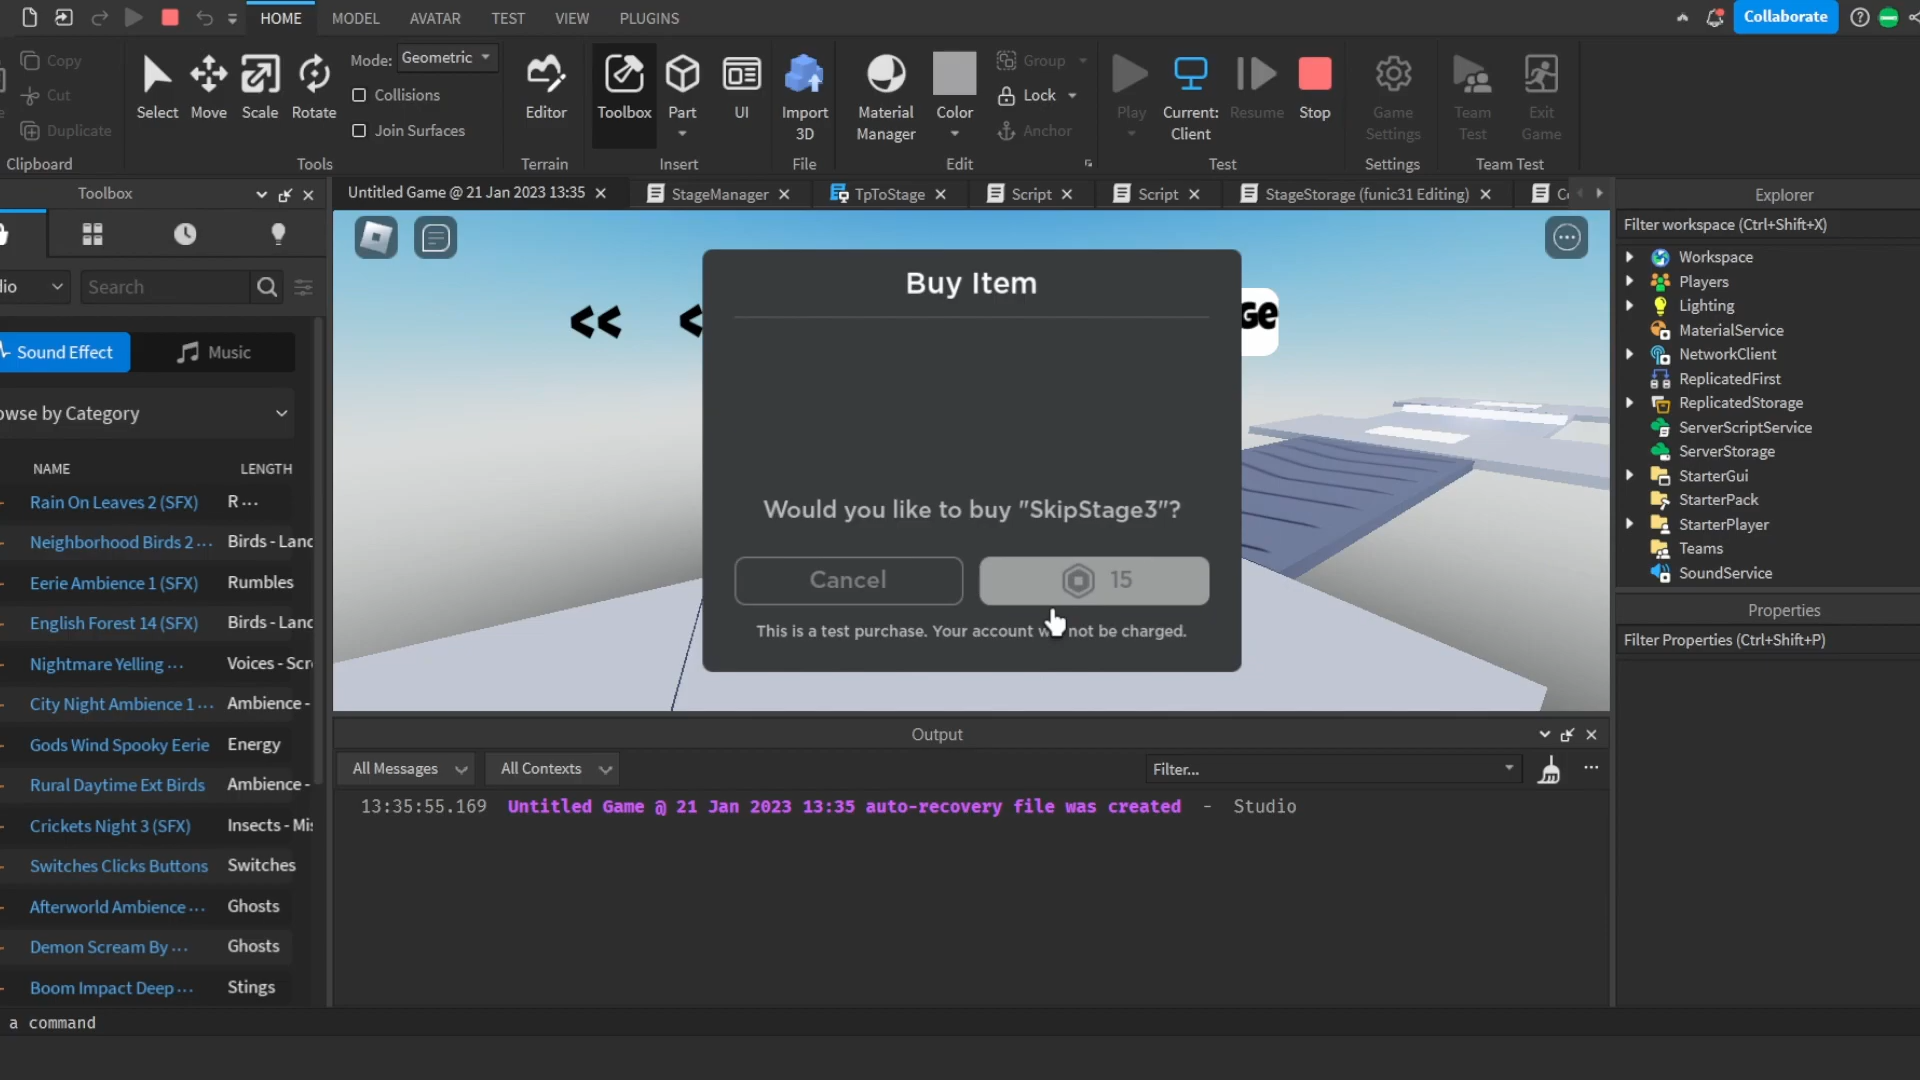 HOME
MODEL
AVATAR
TEST
VIEW
PLUGINS
Collaborate
Copy
Cut
Duplicate
Clipboard
Select
Move
Scale
Rotate
Mode: Geometric
Collisions
Join Surfaces
Tools
Editor
Terrain
Toolbox
Part
UI
Insert
Import
3D
File
Material
Manager
Color
Group
Lock
Anchor
Edit
Play
Current:
Client
Resume
Stop
Test
Game
Settings
Settings
Team
Test
Exit
Game
Team Test
Toolbox
Untitled Game @ 21 Jan 2023 13:35
StageManager
TpToStage
Script
Script
StageStorage (funic31 Editing)
Explorer
Search
Sound Effect
Music
owse by Category
NAME LENGTH
Rain On Leaves 2 (SFX) R ...
Neighborhood Birds 2 ... Birds - Land
Eerie Ambience 1 (SFX) Rumbles
English Forest 14 (SFX) Birds - Land
Nightmare Yelling ... Voices - Scr
City Night Ambience 1 ... Ambience -
Gods Wind Spooky Eerie Energy
Rural Daytime Ext Birds Ambience -
Crickets Night 3 (SFX) Insects - Mis
Switches Clicks Buttons Switches
Afterworld Ambience ... Ghosts
Demon Scream By ... Ghosts
Boom Impact Deep ... Stings
a command
<< <
ge
Buy Item
Would you like to buy "SkipStage3"?
Cancel
15
This is a test purchase. Your account w not be charged.
Output
All Messages
All Contexts
Filter...
13:35:55.169 Untitled Game @ 21 Jan 2023 13:35 auto-recovery file was created - Studio
Filter workspace (Ctrl+Shift+X)
Workspace
Players
Lighting
MaterialService
NetworkClient
ReplicatedFirst
ReplicatedStorage
ServerScriptService
ServerStorage
StarterGui
StarterPack
StarterPlayer
Teams
SoundService
Properties
Filter Properties (Ctrl+Shift+P)